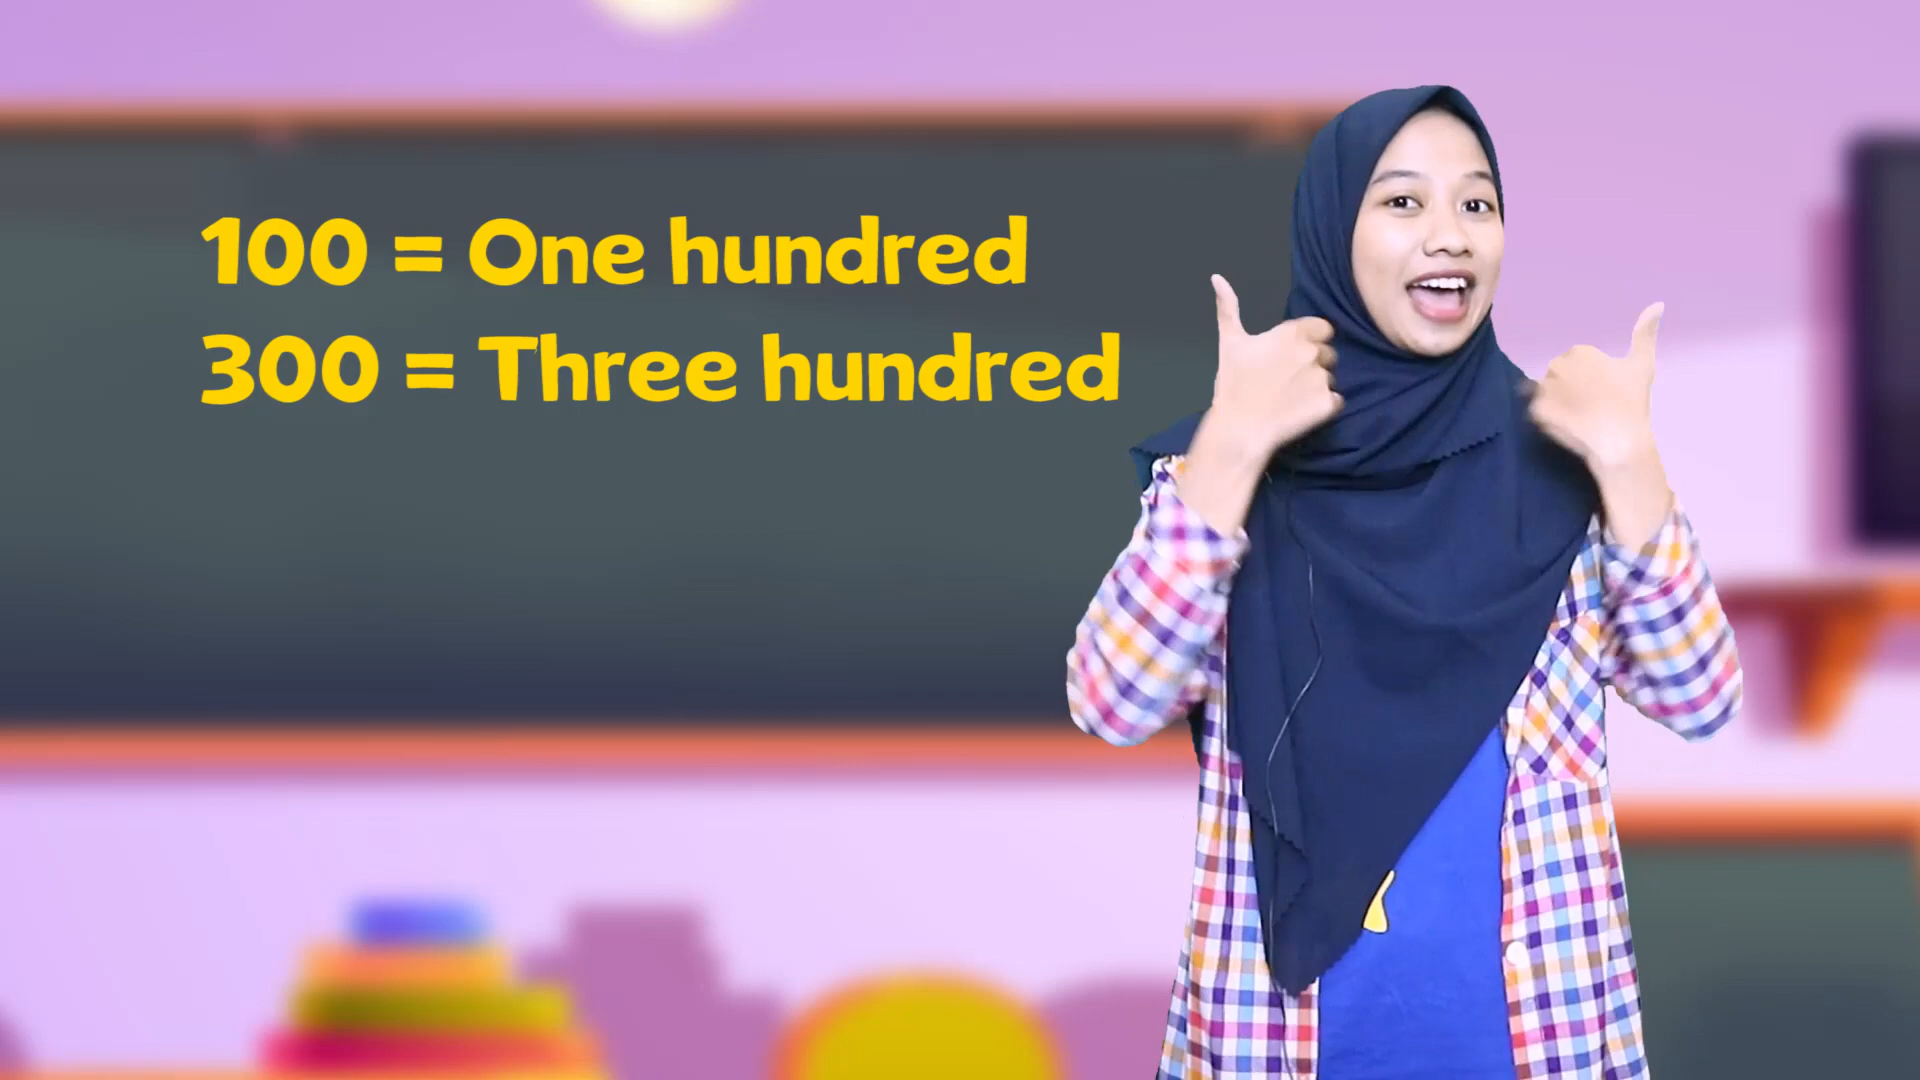 100 = One hundred
300 = Three hundred